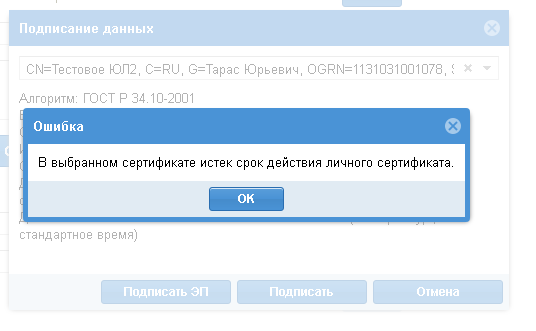 Подписание данных
CN=Тестовое ЮЛ2, C=RU, G=Тарас Юрьевич, OGRN=1131031001078,
Алгоритм: ГОСТ Р 34.10-2001
Ошибка
В выбранном сертификате истек срок действия личного сертификата.
OK
стандартное время)
Подписать ЭП
Подписать
Отмена